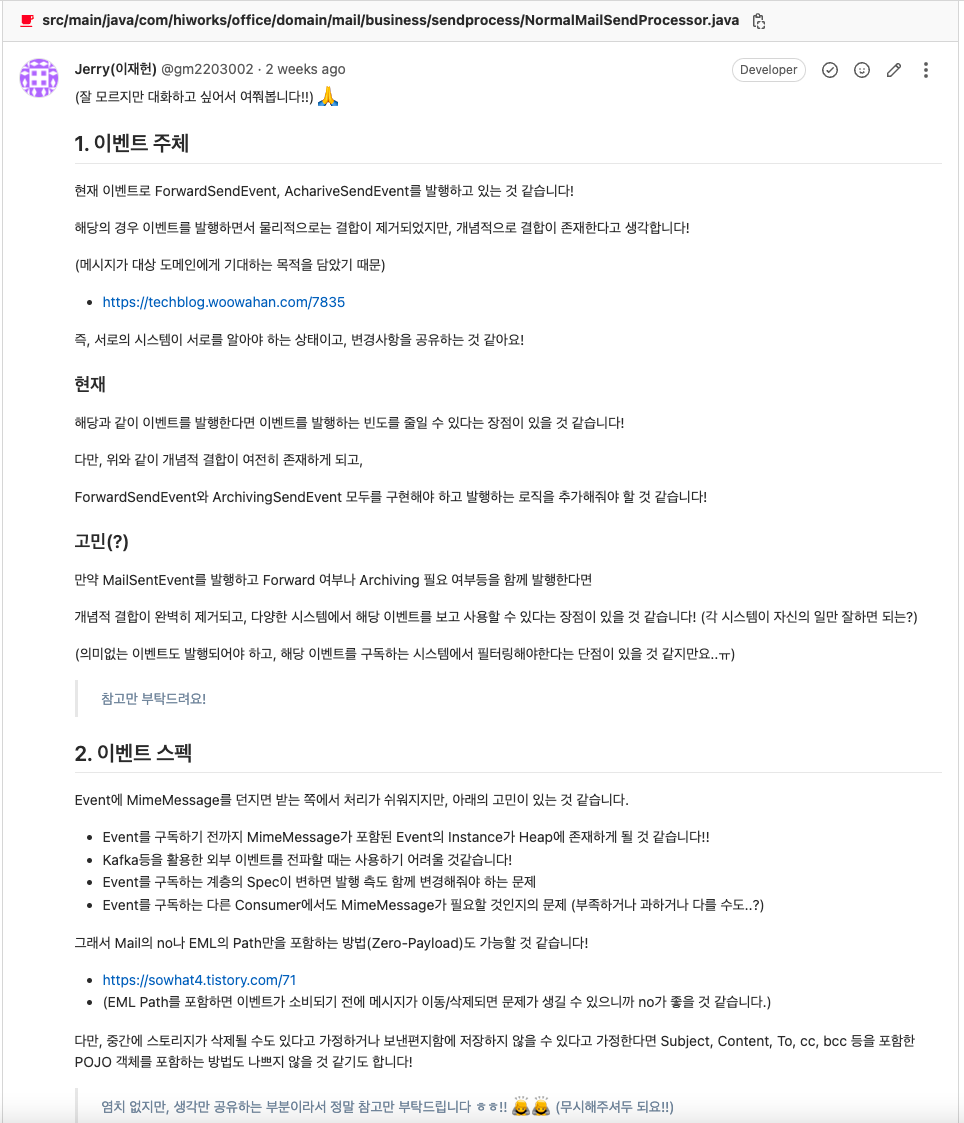 src/main/java/com/hiworks/office/domain/mail/business/sendprocess/NormalMailSendProcessor.java
Jerry(이재헌) @gm2203002 · 2 weeks ago
Developer
(잘 모르지만 대화하고 싶어서 여쭤봅니다!!) 🙏
1. 이벤트 주체
현재 이벤트로 ForwardSendEvent, AchariveSendEvent를 발행하고 있는 것 같습니다!
해당의 경우 이벤트를 발행하면서 물리적으로는 결합이 제거되었지만, 개념적으로 결합이 존재한다고 생각합니다!
(메시지가 대상 도메인에게 기대하는 목적을 담았기 때문)
• https://techblog.woowahan.com/7835
즉, 서로의 시스템이 서로를 알아야 하는 상태이고, 변경사항을 공유하는 것 같아요!
현재
해당과 같이 이벤트를 발행한다면 이벤트를 발행하는 빈도를 줄일 수 있다는 장점이 있을 것 같습니다!
다만, 위와 같이 개념적 결합이 여전히 존재하게 되고,
ForwardSendEvent와 ArchivingSendEvent 모두를 구현해야 하고 발행하는 로직을 추가해줘야 할 것 같습니다!
고민(?)
만약 MailSentEvent를 발행하고 Forward 여부나 Archiving 필요 여부등을 함께 발행한다면
개념적 결합이 완벽히 제거되고, 다양한 시스템에서 해당 이벤트를 보고 사용할 수 있다는 장점이 있을 것 같습니다! (각 시스템이 자신의 일만 잘하면 되는?)
(의미없는 이벤트도 발행되어야 하고, 해당 이벤트를 구독하는 시스템에서 필터링해야한다는 단점이 있을 것 같지만요..ㅠ)
참고만 부탁드려요!
2. 이벤트 스펙
Event에 MimeMessage를 던지면 받는 쪽에서 처리가 쉬워지지만, 아래의 고민이 있는 것 같습니다.
• Event를 구독하기 전까지 MimeMessage가 포함된 Event의 Instance가 Heap에 존재하게 될 것 같습니다!!
• Kafka등을 활용한 외부 이벤트를 전파할 때는 사용하기 어려울 것같습니다!
• Event를 구독하는 계층의 Spec이 변하면 발행 측도 함께 변경해줘야 하는 문제
• Event를 구독하는 다른 Consumer에서도 MimeMessage가 필요할 것인지의 문제 (부족하거나 과하거나 다를 수도..?)
그래서 Mail의 no나 EML의 Path만을 포함하는 방법(Zero-Payload)도 가능할 것 같습니다!
• https://sowhat4.tistory.com/71
• (EML Path를 포함하면 이벤트가 소비되기 전에 메시지가 이동/삭제되면 문제가 생길 수 있으니까 no가 좋을 것 같습니다.)
다만, 중간에 스토리지가 삭제될 수도 있다고 가정하거나 보낸편지함에 저장하지 않을 수 있다고 가정한다면 Subject, Content, To, cc, bcc 등을 포함한
POJO 객체를 포함하는 방법도 나쁘지 않을 것 같기도 합니다!
염치 없지만, 생각만 공유하는 부분이라서 정말 참고만 부탁드립니다 ㅎㅎ!! 🙇🙇 (무시해주셔두 되요!!)